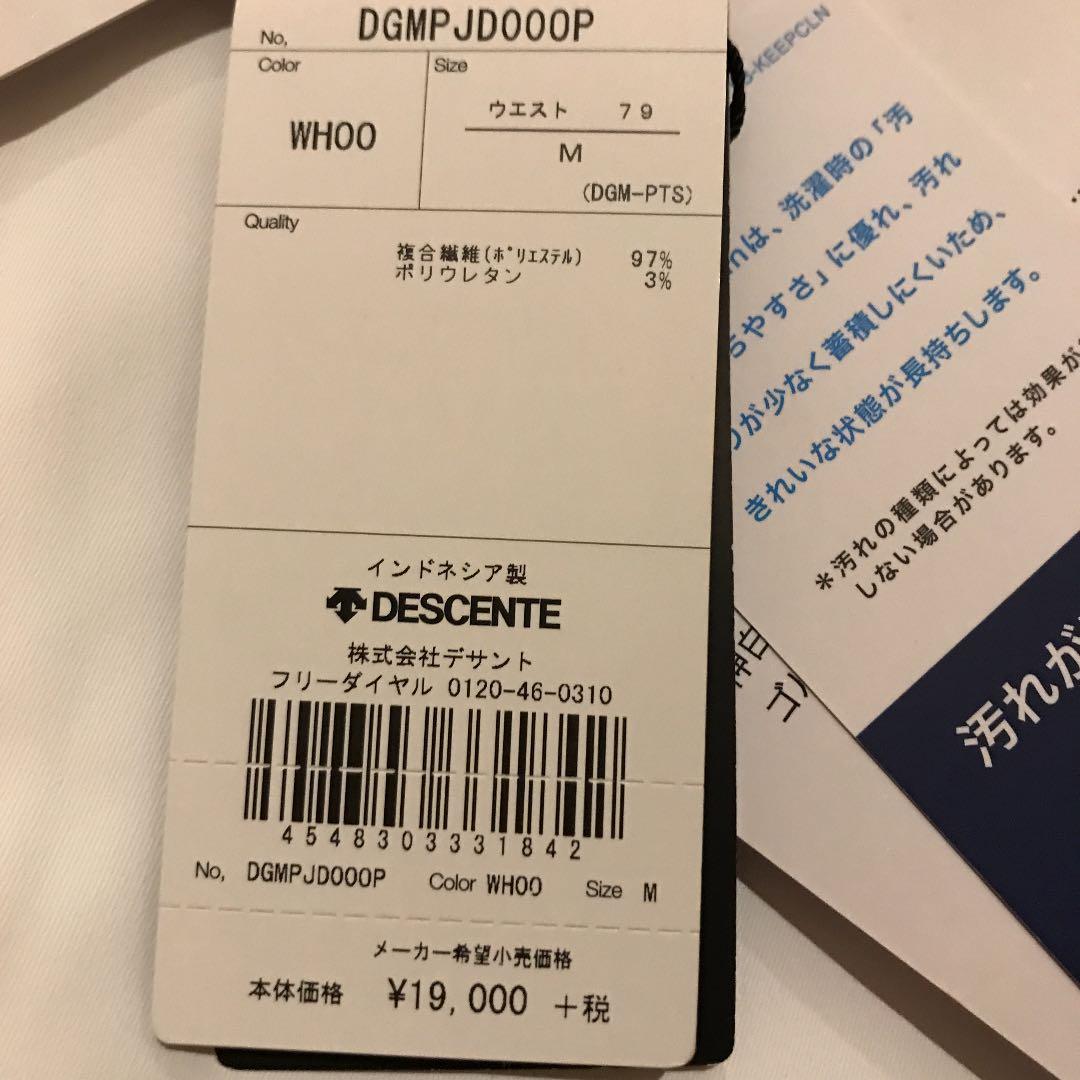 No, DGMPJD000P
Color
WH00
Size
ウエスト 79
M
(DGM-PTS)
Quality
複合繊維(ポリエステル) 97%
ポリウレタン 3%
インドネシア製
DESCENTE
株式会社デサント
フリーダイヤル 0120-46-0310
4548303331842
No, DGMPJD000P Color WH00 Size M
メーカー希望小売価格
本体価格 ¥19,000 +税
-KEEPCLN
nは、洗濯時の「汚
ちやすさ」に優れ、汚れ
が少なく蓄積しにくいため、
きれいな状態が長持ちします。
*汚れの種類によっては効果が
しない場合があります。
汚れが